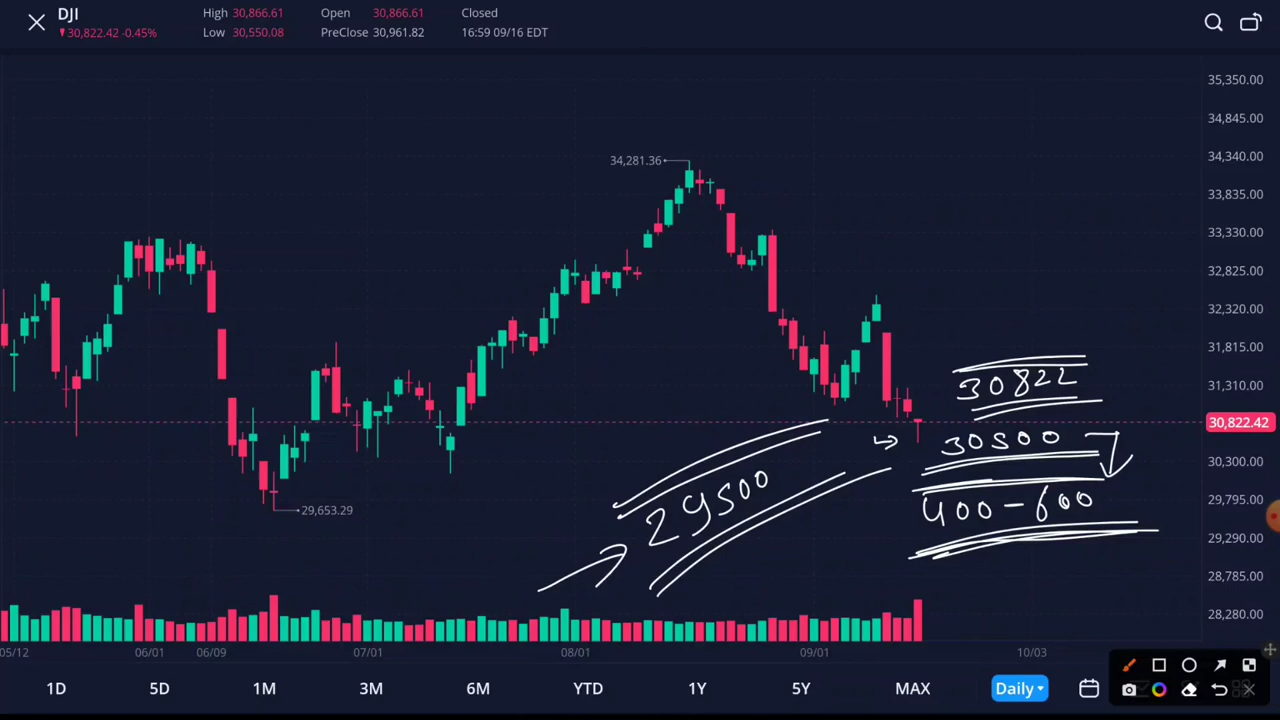 DJI
30,822.42 -0.45%
High 30,866.61
Low 30,550.08
Open 30,866.61
PreClose 30,961.82
Closed
16:59 09/16 EDT
35,350.00
34,845.00
34,340.00
33,835.00
33,330.00
32,825.00
32,320.00
31,815.00
31,310.00
30,822.42
30,300.00
29,795.00
29,290.00
28,785.00
28,280.00
34,281.36
29,653.29
30822
30500
400-600
29500
05/12 06/01 06/09 07/01 08/01 09/01 10/03
1D 5D 1M 3M 6M YTD 1Y 5Y MAX Daily